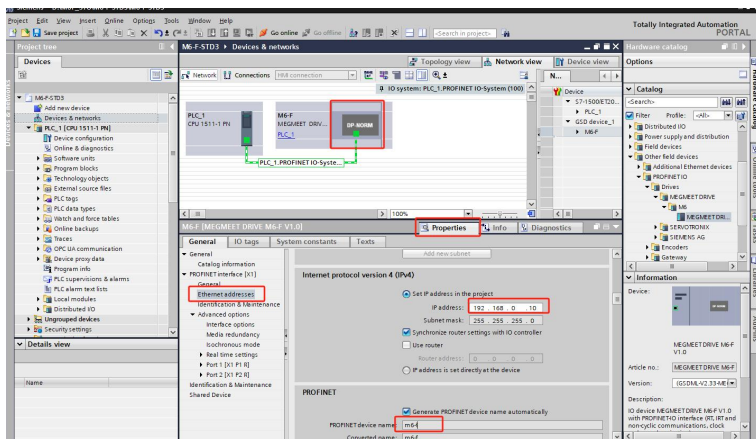 Project Edit View Insert Online Options Tools Window Help
Totally Integrated Automation
PORTAL
Save project
Go online
Go offline
<Search in project>
Project tree
M6-F-STD3 ▸ Devices & networks
Hardware catalog
Devices
Topology view
Network view
Device view
Options
Network
Connections
HMI connection
N...
IO system: PLC_1.PROFINET IO-System (100)
Device
S7-1500/ET20...
PLC_1
GSD device_1
M6-F
PLC_1
CPU 1511-1 PN
M6-F
MEGMEET DRIV...
PLC_1
DP-NORM
PLC_1.PROFINET IO-Syste...
100%
M6-F-STD3
Add new device
Devices & networks
PLC_1 [CPU 1511-1 PN]
Device configuration
Online & diagnostics
Software units
Program blocks
Technology objects
External source files
PLC tags
PLC data types
Watch and force tables
Online backups
Traces
OPC UA communication
Device proxy data
Program info
PLC supervisions & alarms
PLC alarm text lists
Local modules
Distributed I/O
Ungrouped devices
Security settings
Details view
Name
M6-F [MEGMEET DRIVE M6-F V1.0]
Properties
Info
Diagnostics
General
IO tags
System constants
Texts
General
Catalog information
PROFINET interface [X1]
General
Ethernet addresses
Identification & Maintenance
Advanced options
Interface options
Media redundancy
Isochronous mode
Real time settings
Port 1 [X1 P1 R]
Port 2 [X1 P2 R]
Identification & Maintenance
Shared Device
Add new subnet
Internet protocol version 4 (IPv4)
Set IP address in the project
IP address: 192 . 168 . 0 . 10
Subnet mask: 255 . 255 . 255 . 0
Synchronize router settings with IO controller
Use router
Router address: 0 . 0 . 0 . 0
IP address is set directly at the device
PROFINET
Generate PROFINET device name automatically
PROFINET device name
Converted name: m6-f
Catalog
<Search>
Filter
Profile: <All>
Distributed I/O
Power supply and distribution
Field devices
Other field devices
Additional Ethernet devices
PROFINET IO
Drives
MEGMEET DRIVE
M6
MEGMEET DRI...
SERVOTRONIX
SIEMENS AG
Encoders
Gateway
Information
Device:
MEGMEET DRIVE M6-F
V1.0
Article no.: MEGMEET DRIVE M6-F
Version: (GSDML-V2.33-ME
Description:
IO device MEGMEET DRIVE M6-F V1.0
with PROFINET IO interface (RT, IRT and
non-cyclic communications, clock
Hardware catalog
Online tools